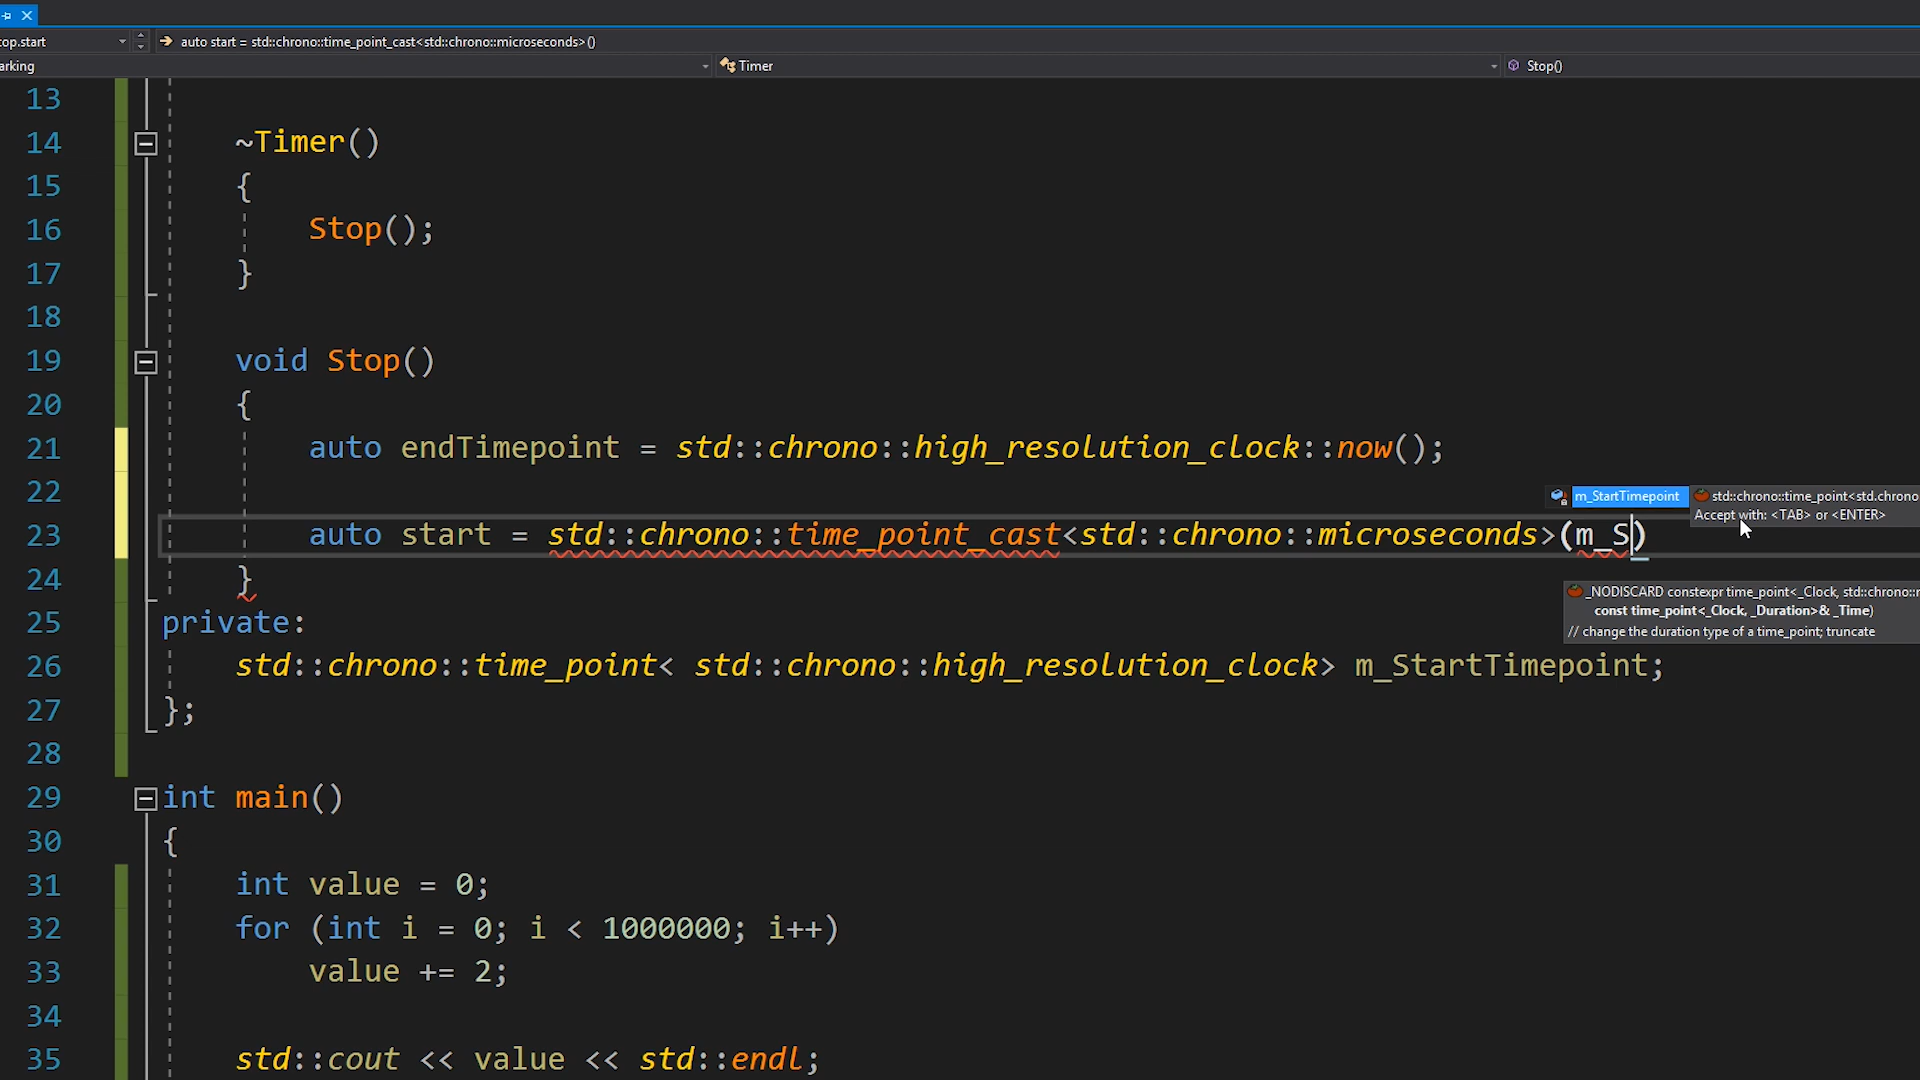 op.start auto start = std::chrono::time_point_cast<std::chrono::microseconds>()
arking Timer Stop()
13
14 ~Timer()
15 {
16 Stop();
17 }
18
19 void Stop()
20 {
21 auto endTimepoint = std::chrono::high_resolution_clock::now();
22
m_StartTimepoint std::chrono::time_point<std.chrono
Accept with: <TAB> or <ENTER>
23 auto start = std::chrono::time_point_cast<std::chrono::microseconds>(m_S)
24 }
_NODISCARD constexpr time_point<_Clock, std::chrono::
const time_point<_Clock, _Duration>& _Time)
// change the duration type of a time_point; truncate
25 private:
26 std::chrono::time_point< std::chrono::high_resolution_clock> m_StartTimepoint;
27 };
28
29 int main()
30 {
31 int value = 0;
32 for (int i = 0; i < 1000000; i++)
33 value += 2;
34
35 std::cout << value << std::endl;